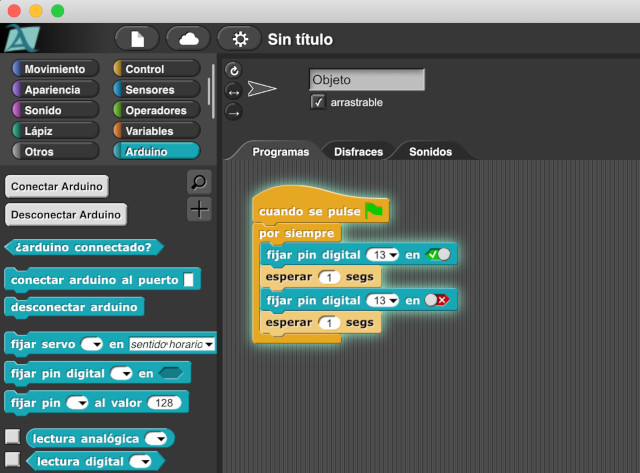 Sin título
Movimiento
Control
Apariencia
Sensores
Sonido
Operadores
Lápiz
Variables
Otros
Arduino
Objeto
arrastrable
Programas
Disfraces
Sonidos
Conectar Arduino
Desconectar Arduino
¿arduino conectado?
conectar arduino al puerto
desconectar arduino
fijar servo en sentido horario
fijar pin digital en
fijar pin al valor 128
lectura analógica
lectura digital
cuando se pulse
por siempre
fijar pin digital 13 en
esperar 1 segs
fijar pin digital 13 en
esperar 1 segs